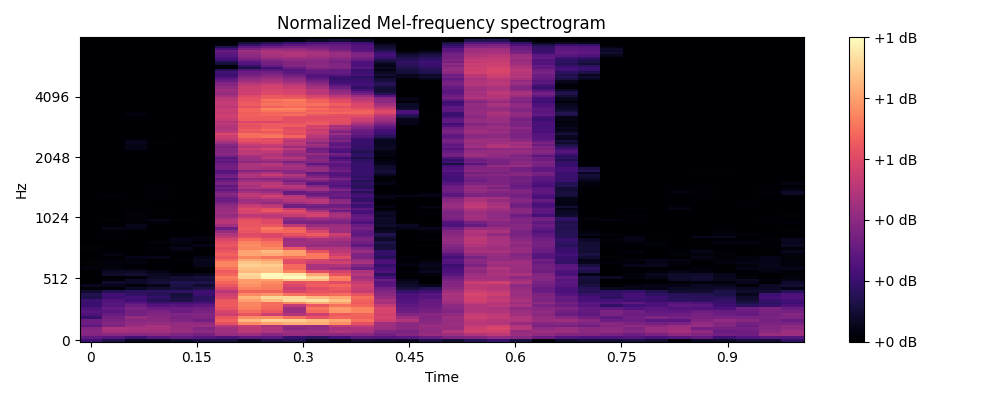 Normalized Mel-frequency spectrogram
Hz
4096
2048
1024
512
0
0 0.15 0.3 0.45 0.6 0.75 0.9
Time
+1 dB
+1 dB
+1 dB
+0 dB
+0 dB
+0 dB